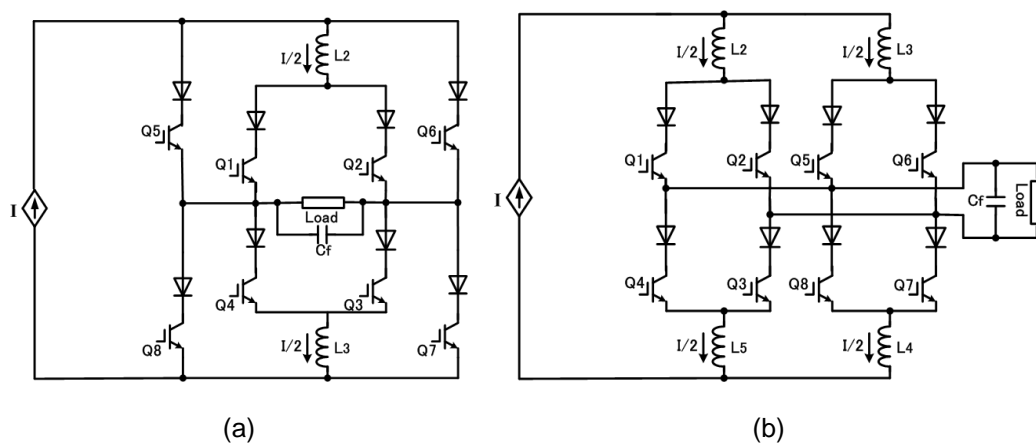 I/2 L2
Q5 Q6
Q1 Q2
I
Load
Cf
Q4 Q3
Q8 Q7
I/2 L3
(a)
I/2 L2 I/2 L3
Q1 Q2 Q5 Q6
I
Cf Load
Q4 Q3 Q8 Q7
I/2 L5 I/2 L4
(b)